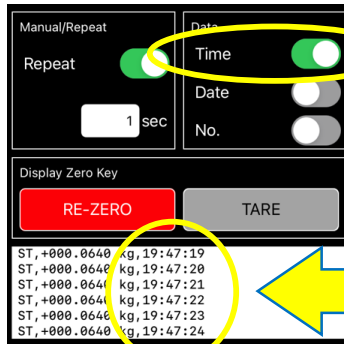 Manual/Repeat
Repeat
1 sec
Data
Time
Date
No.
Display Zero Key
RE-ZERO
TARE
ST,+000.0640 kg,19:47:19
ST,+000.0640 kg,19:47:20
ST,+000.0640 kg,19:47:21
ST,+000.0640 kg,19:47:22
ST,+000.0640 kg,19:47:23
ST,+000.0640 kg,19:47:24